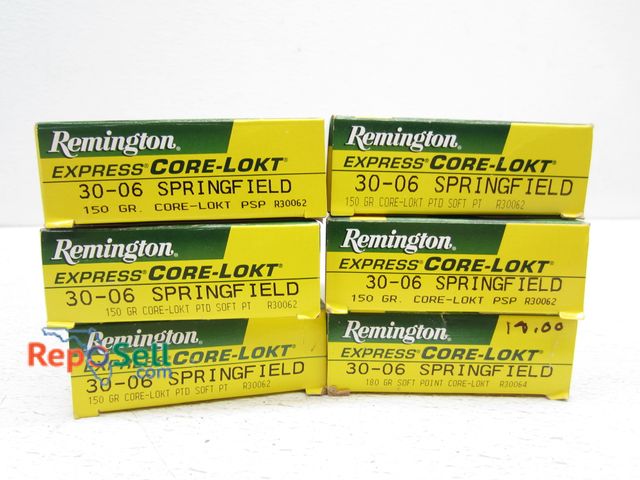 Remington.
EXPRESS® CORE-LOKT®
30-06 SPRINGFIELD
150 GR. CORE-LOKT PSP R30062
Remington.
EXPRESS® CORE-LOKT®
30-06 SPRINGFIELD
150 GR CORE-LOKT PTD SOFT PT R30062
Remington.
EXPRESS® CORE-LOKT®
30-06 SPRINGFIELD
150 GR CORE-LOKT PTD SOFT PT R30062
Remington.
EXPRESS® CORE-LOKT®
30-06 SPRINGFIELD
150 GR. CORE-LOKT PSP R30062
Remington.
CORE-LOKT®
30-06 SPRINGFIELD
150 GR CORE-LOKT PTD SOFT PT R30062
RepoSell
.com
Remington. 19.00
EXPRESS® CORE-LOKT®
30-06 SPRINGFIELD
180 GR SOFT POINT CORE-LOKT R30064